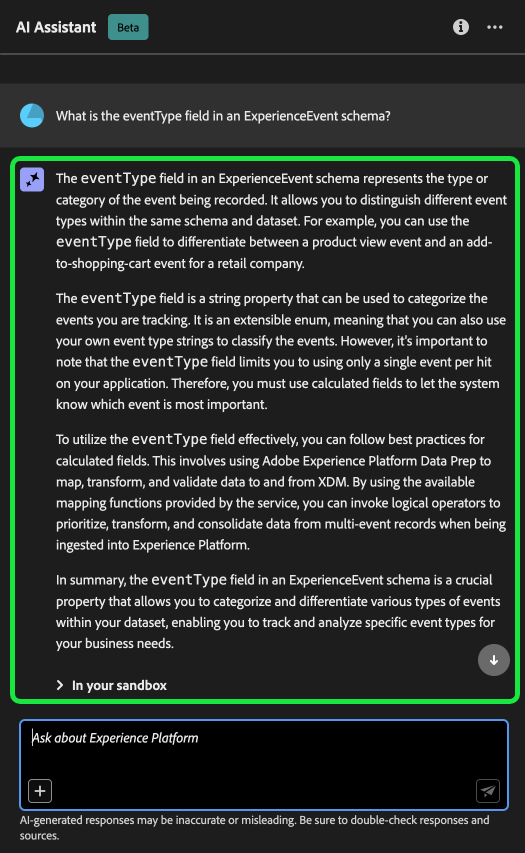 AI Assistant Beta
What is the eventType field in an ExperienceEvent schema?
The eventType field in an ExperienceEvent schema represents the type or
category of the event being recorded. It allows you to distinguish different event
types within the same schema and dataset. For example, you can use the
eventType field to differentiate between a product view event and an add-
to-shopping-cart event for a retail company.
The eventType field is a string property that can be used to categorize the
events you are tracking. It is an extensible enum, meaning that you can also use
your own event type strings to classify the events. However, it's important to
note that the eventType field limits you to using only a single event per hit
on your application. Therefore, you must use calculated fields to let the system
know which event is most important.
To utilize the eventType field effectively, you can follow best practices for
calculated fields. This involves using Adobe Experience Platform Data Prep to
map, transform, and validate data to and from XDM. By using the available
mapping functions provided by the service, you can invoke logical operators to
prioritize, transform, and consolidate data from multi-event records when being
ingested into Experience Platform.
In summary, the eventType field in an ExperienceEvent schema is a crucial
property that allows you to categorize and differentiate various types of events
within your dataset, enabling you to track and analyze specific event types for
your business needs.
In your sandbox
Ask about Experience Platform
AI-generated responses may be inaccurate or misleading. Be sure to double-check responses and
sources.